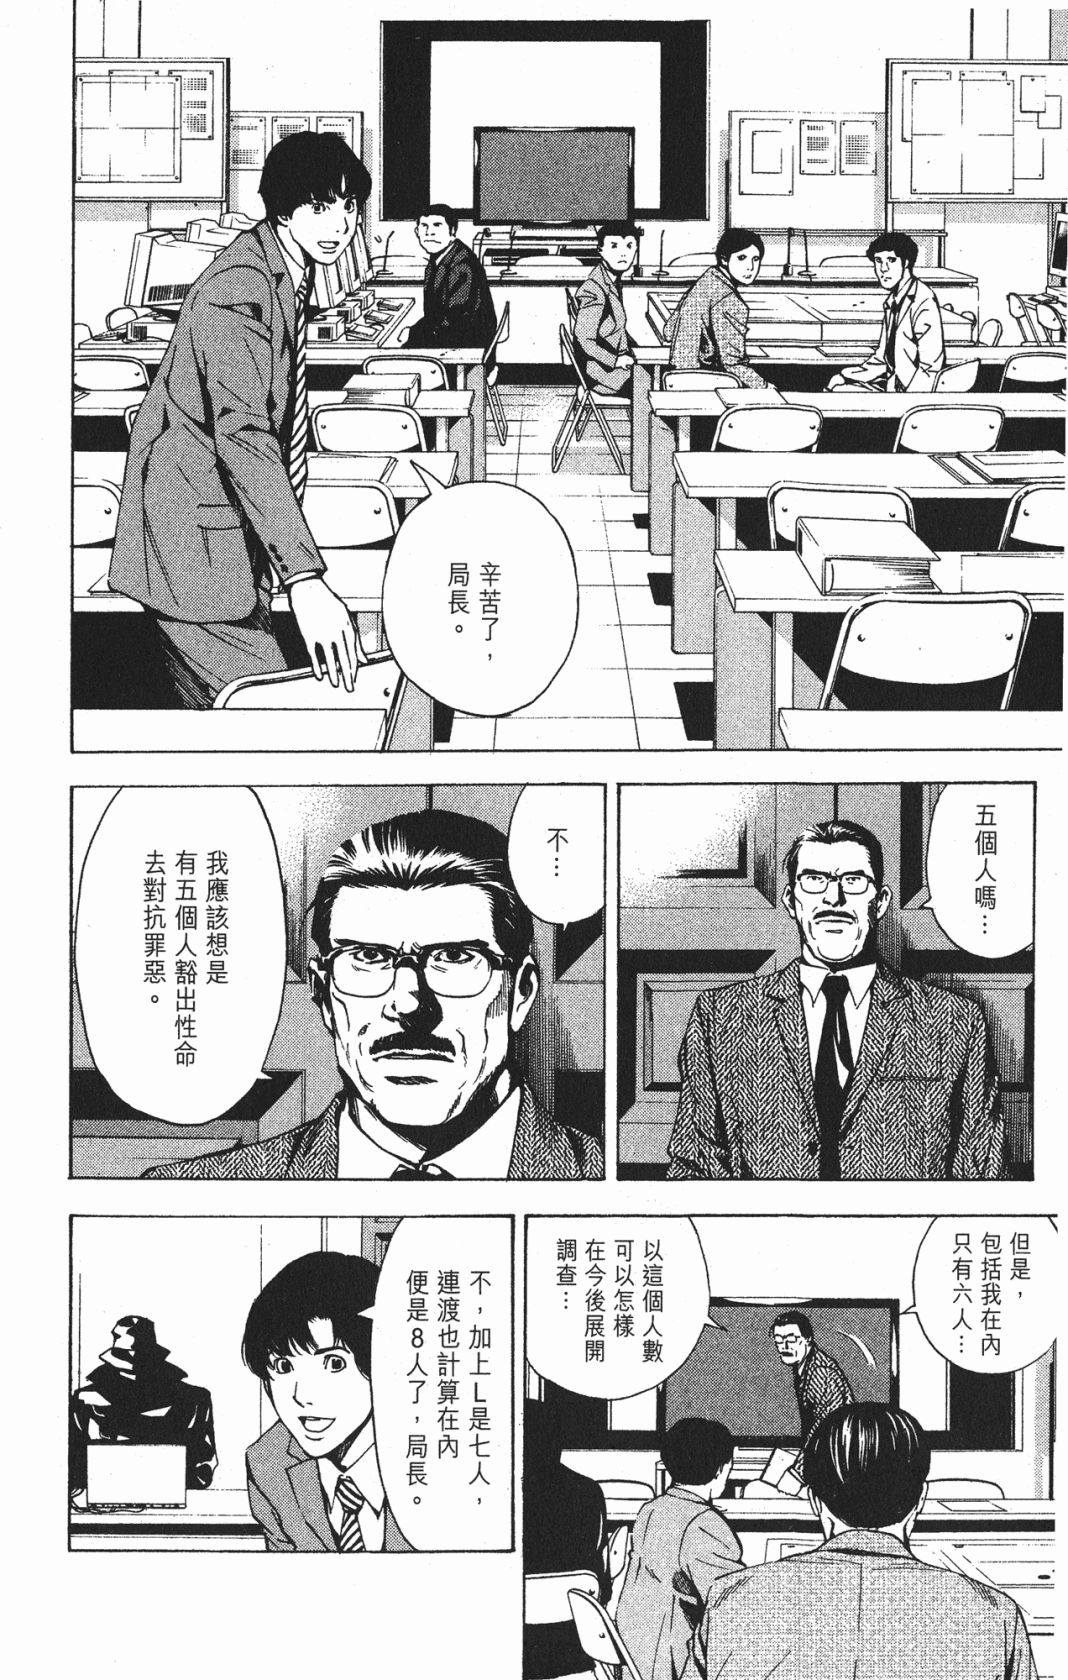 辛苦了，
局長。
五個人嗎…
不…
我應該想是
有五個人豁出性命
去對抗罪惡。
但是，
包括我在內
只有六人…
以這個人數
可以怎樣
在今後展開
調查…
不，加上L是七人，
連渡也計算在內
便是8人了，局長。